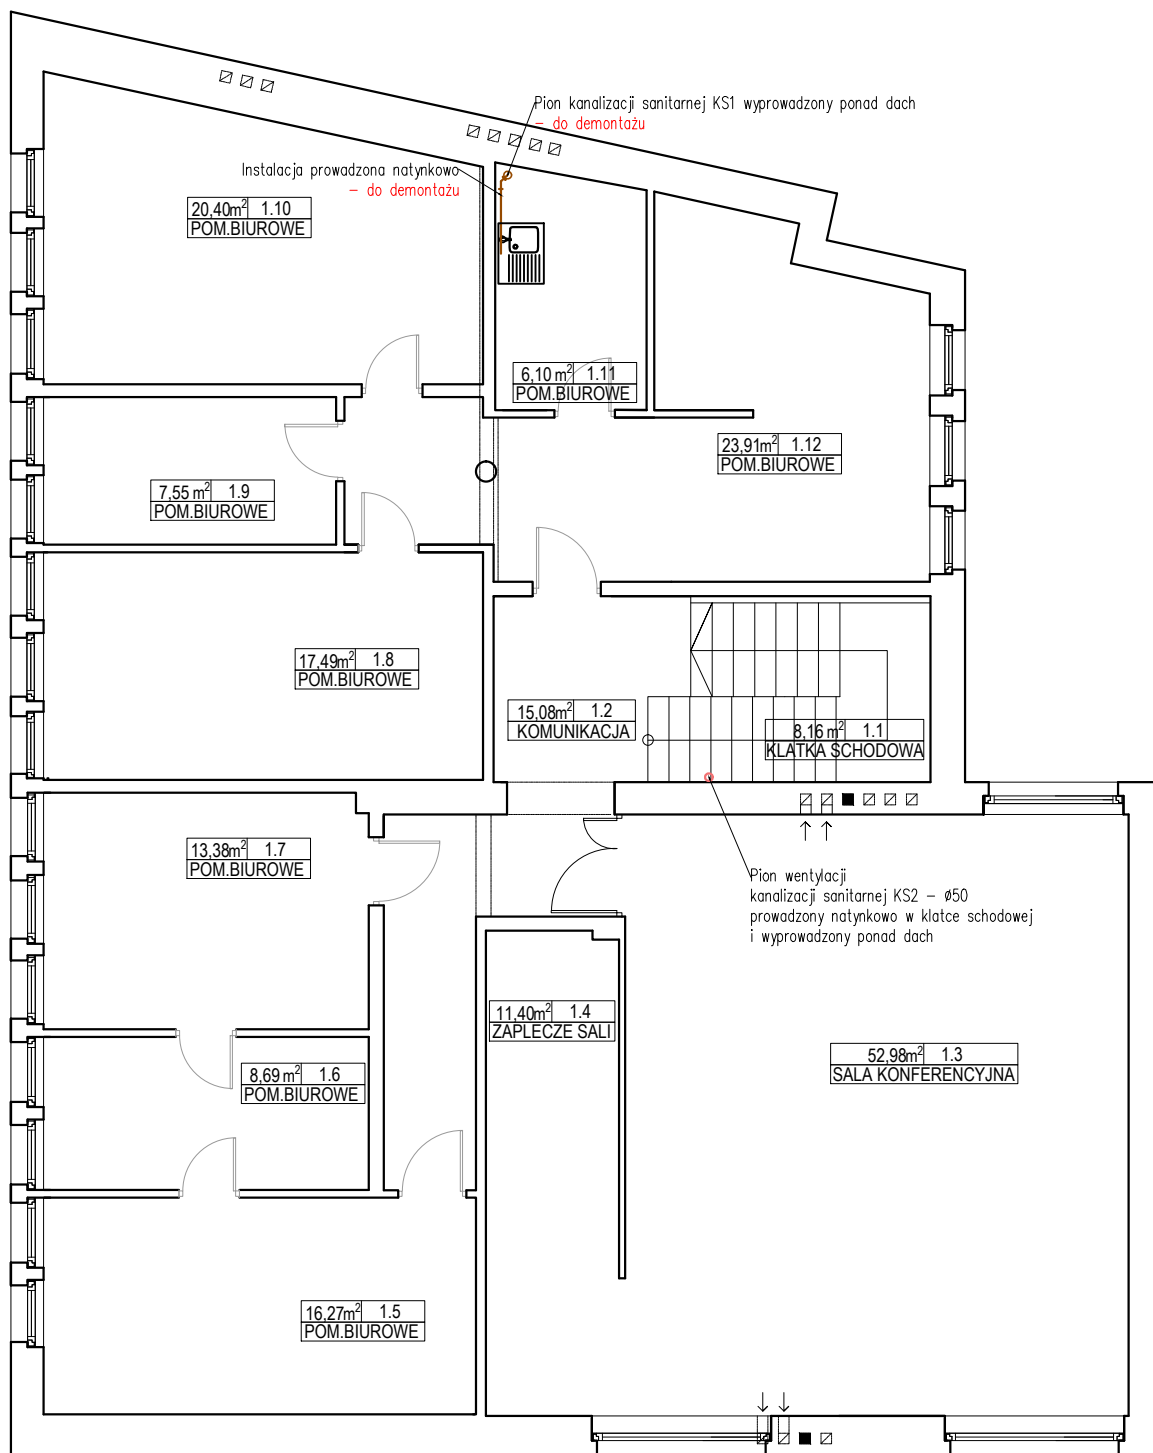 Pion kanalizacji sanitarnej KS1 wyprowadzony ponad dach
- do demontażu
Instalacja prowadzona natynkowo
- do demontażu
20,40m² 1.10
POM.BIUROWE
6,10 m² 1.11
POM.BIUROWE
23,91m² 1.12
POM.BIUROWE
7,55 m² 1.9
POM.BIUROWE
17,49m² 1.8
POM.BIUROWE
15,08m² 1.2
KOMUNIKACJA
8,16 m² 1.1
KLATKA SCHODOWA
13,38m² 1.7
POM.BIUROWE
Pion wentylacji
kanalizacji sanitarnej KS2 - ø50
prowadzony natynkowo w klatce schodowej
i wyprowadzony ponad dach
11,40m² 1.4
ZAPLECZE SALI
52,98m² 1.3
SALA KONFERENCYJNA
8,69 m² 1.6
POM.BIUROWE
16,27m² 1.5
POM.BIUROWE